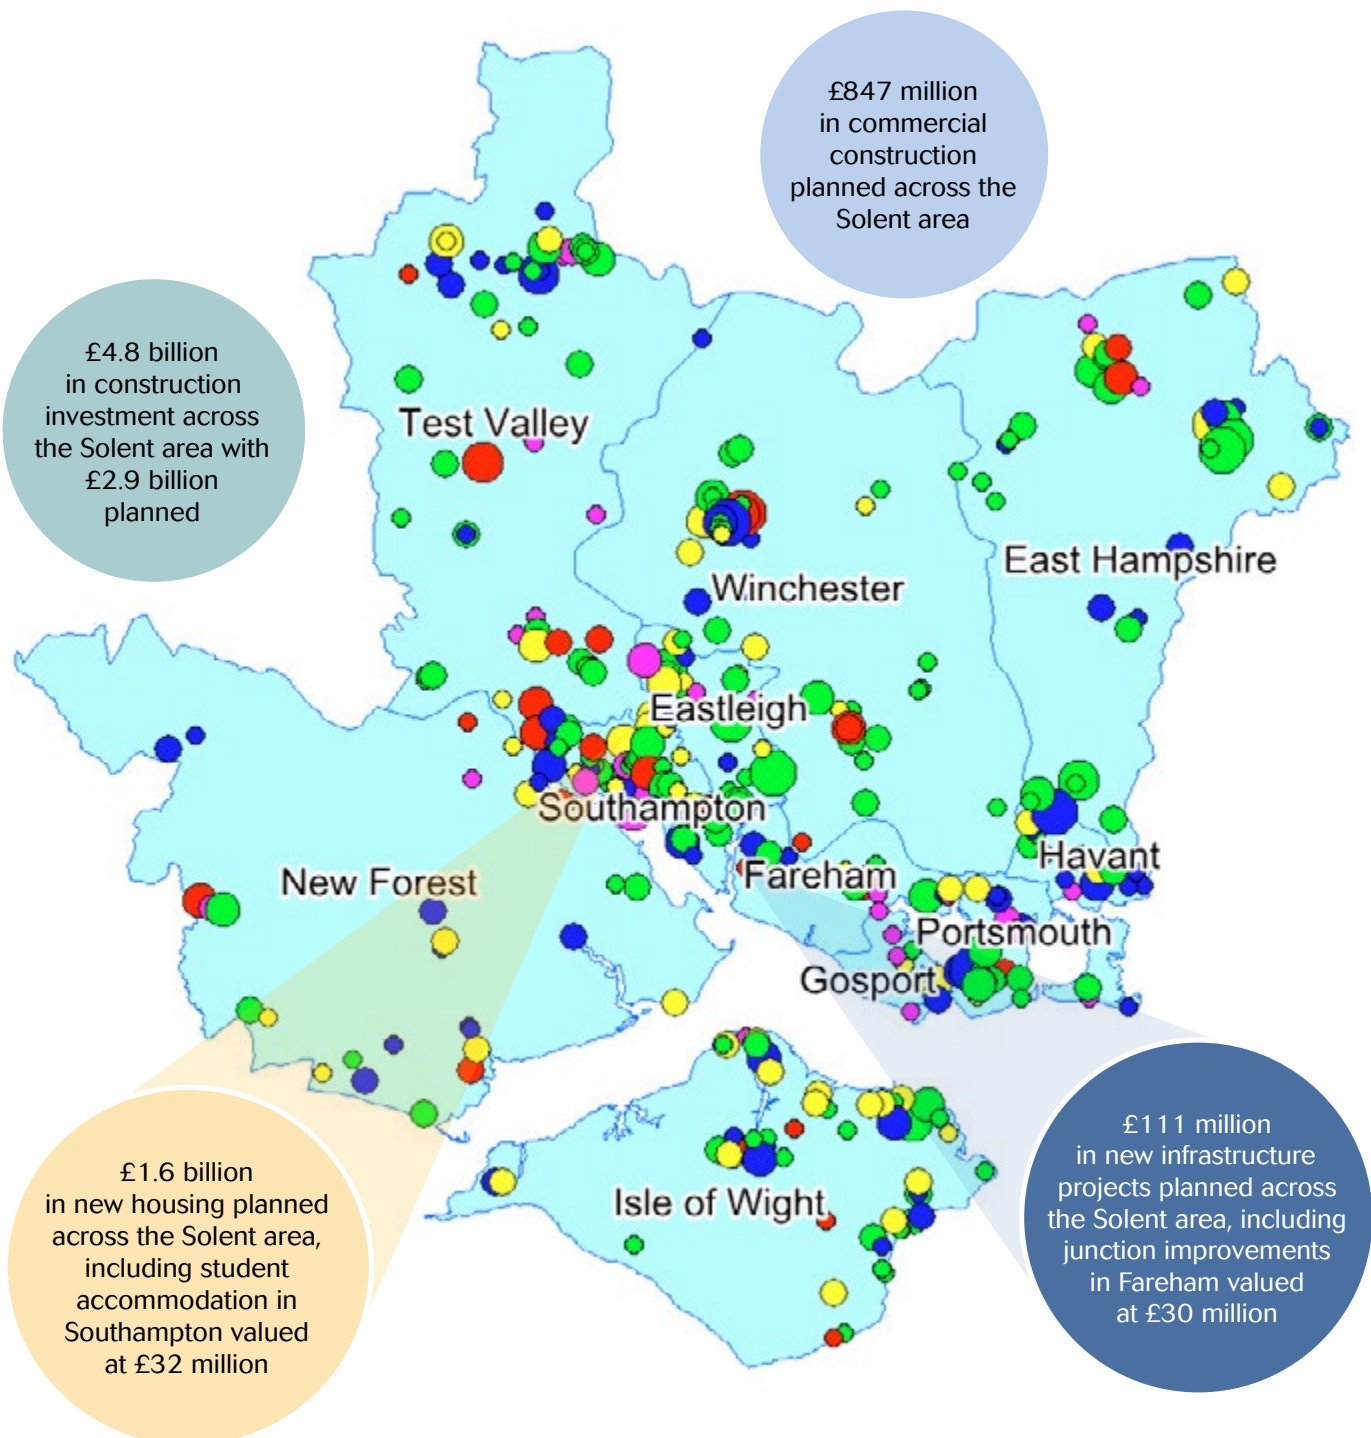 £847 million
in commercial
construction
planned across the
Solent area
£4.8 billion
in construction
investment across
the Solent area with
£2.9 billion
planned
Test Valley
East Hampshire
Winchester
Eastleigh
Southampton
Havant
Fareham
New Forest
Portsmouth
Gosport
Isle of Wight
£1.6 billion
in new housing planned
across the Solent area,
including student
accommodation in
Southampton valued
at £32 million
£111 million
in new infrastructure
projects planned across
the Solent area, including
junction improvements
in Fareham valued
at £30 million